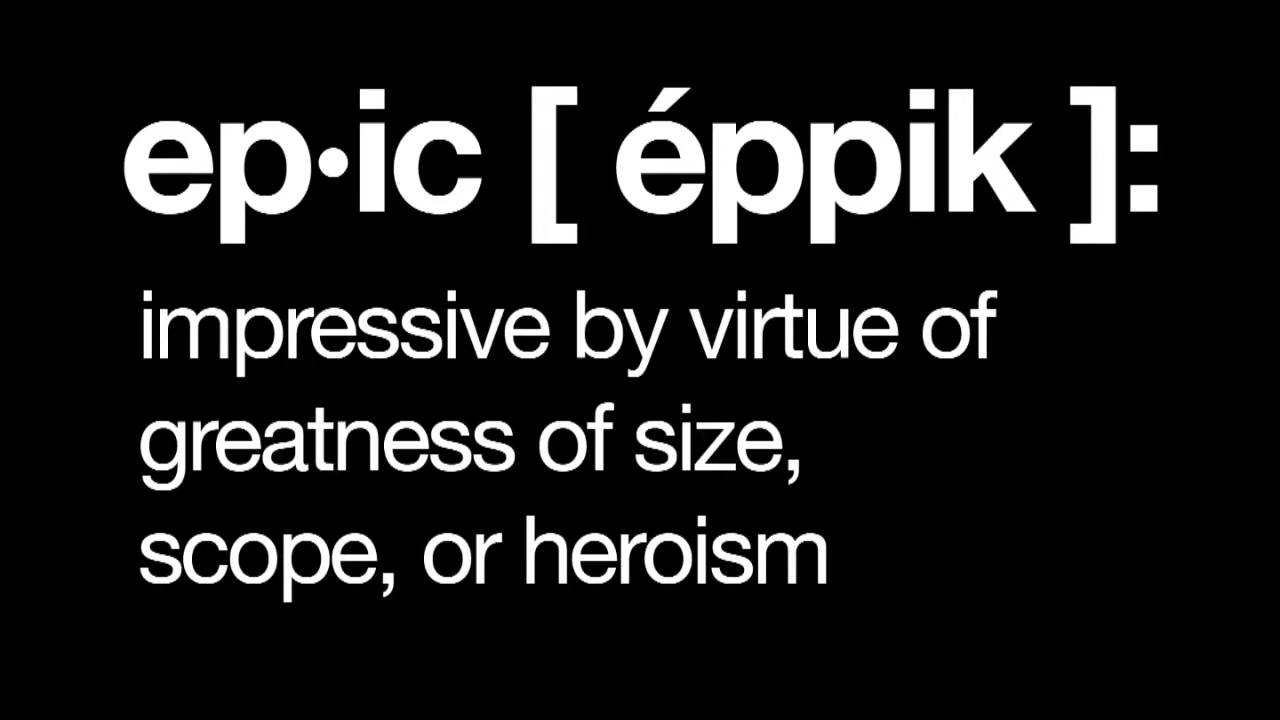 ep·ic [ éppik ]:
impressive by virtue of
greatness of size,
scope, or heroism